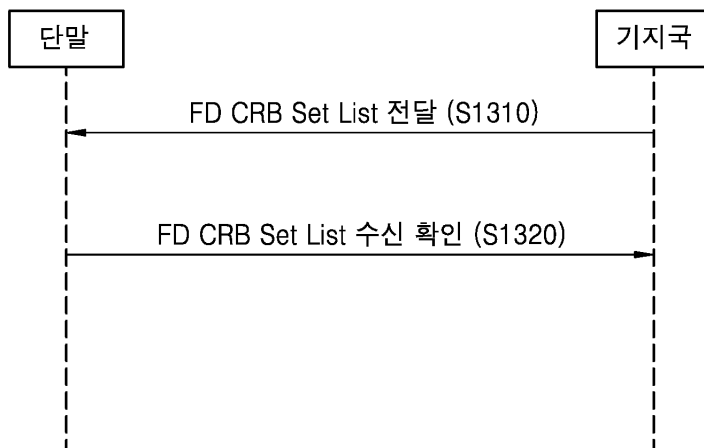 단말
기지국
FD CRB Set List 전달 (S1310)
FD CRB Set List 수신 확인 (S1320)